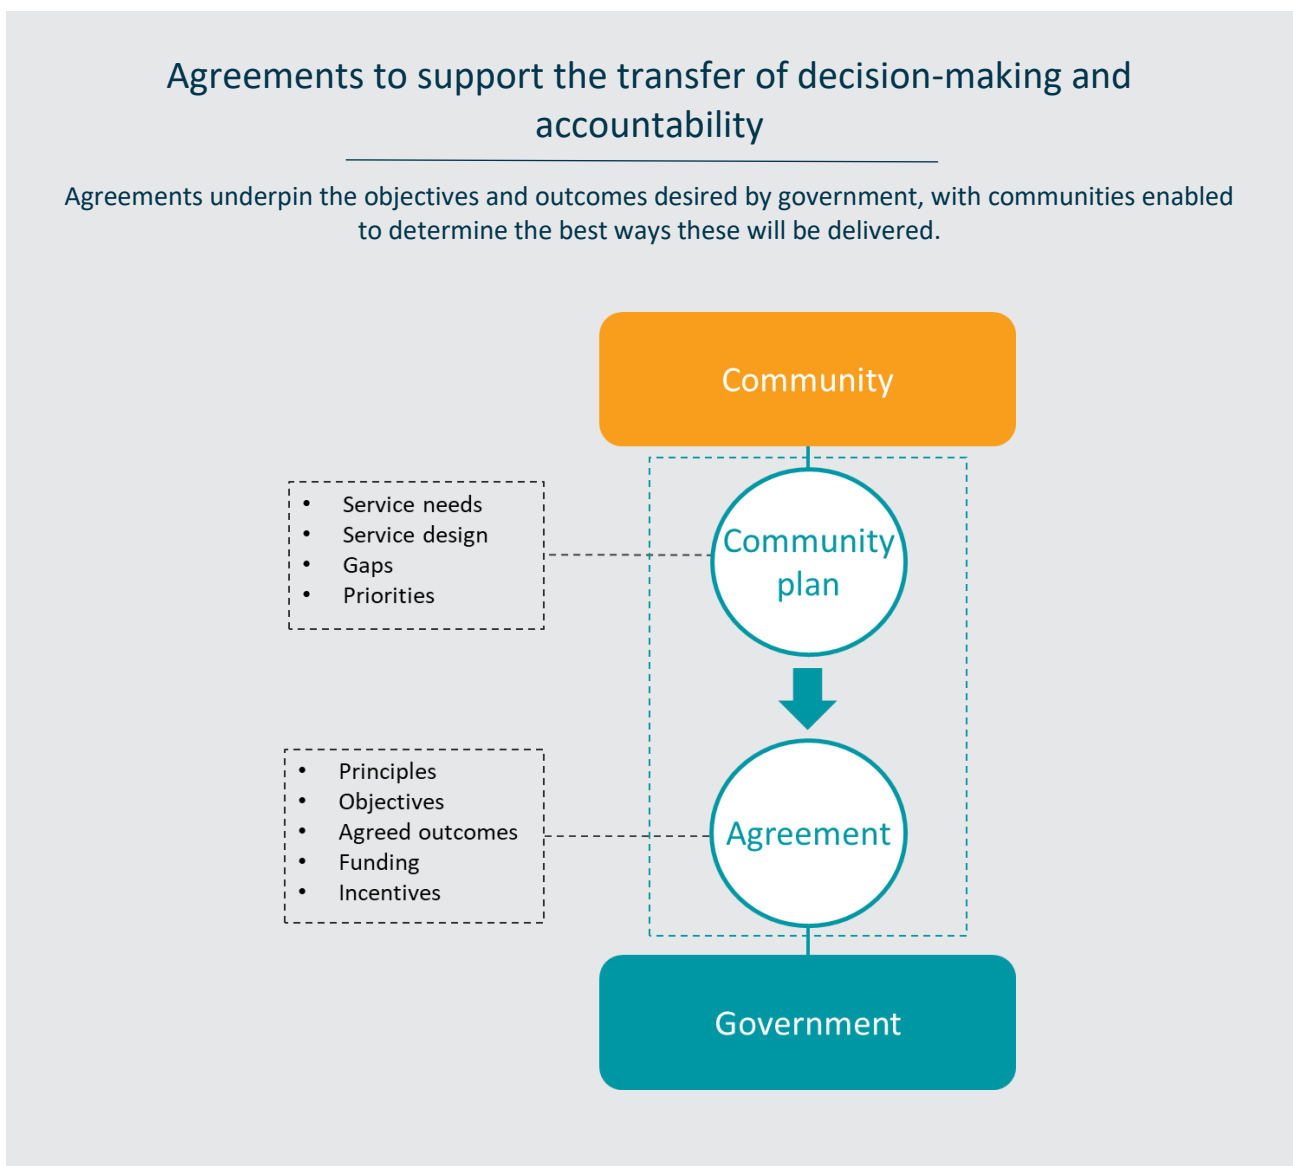 Agreements to support the transfer of decision-making and
accountability
Agreements underpin the objectives and outcomes desired by government, with communities enabled
to determine the best ways these will be delivered.
Community
• Service needs
• Service design
• Gaps
• Priorities
Community
plan
• Principles
• Objectives
• Agreed outcomes
• Funding
• Incentives
Agreement
Government